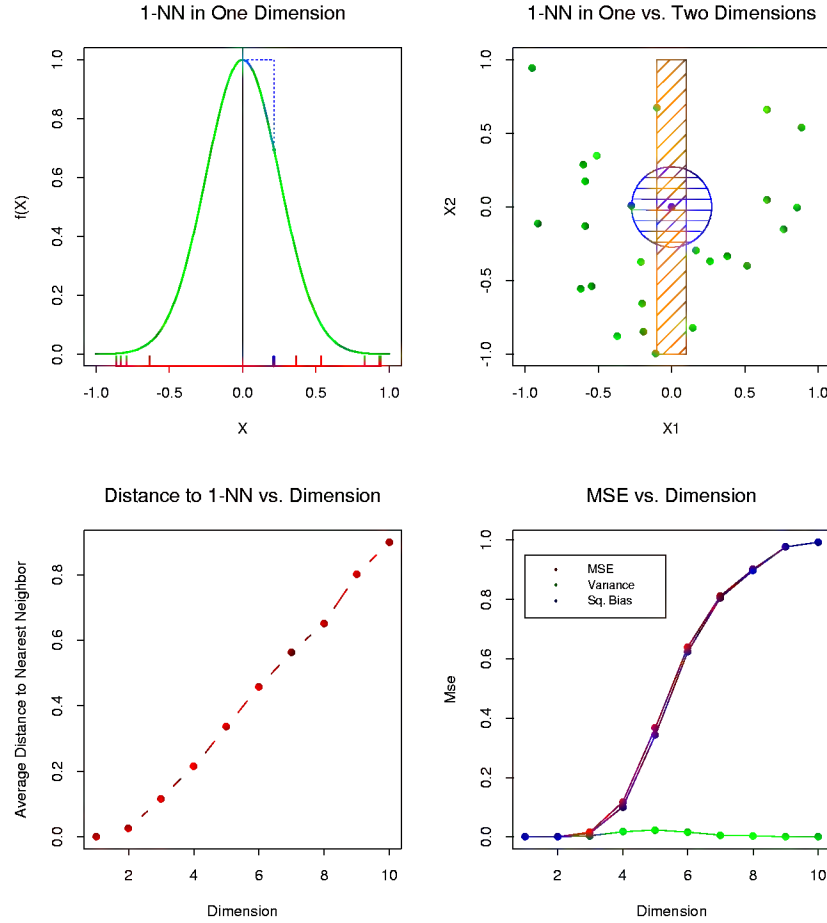 1-NN in One Dimension
f(X)
1.0
0.8
0.6
0.4
0.2
0.0
-1.0 -0.5 0.0 0.5 1.0
X
1-NN in One vs. Two Dimensions
X2
1.0
0.5
0.0
-0.5
-1.0
-1.0 -0.5 0.0 0.5 1.0
X1
Distance to 1-NN vs. Dimension
Average Distance to Nearest Neighbor
0.8
0.6
0.4
0.2
0.0
2 4 6 8 10
Dimension
MSE vs. Dimension
Mse
1.0
0.8
0.6
0.4
0.2
0.0
MSE
Variance
Sq. Bias
2 4 6 8 10
Dimension